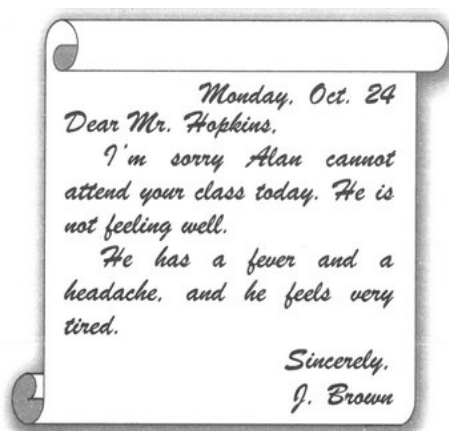 Monday, Oct. 24
Dear Mr. Hopkins,
I'm sorry Alan cannot
attend your class today. He is
not feeling well.
He has a fever and a
headache, and he feels very
tired.
Sincerely,
J. Brown